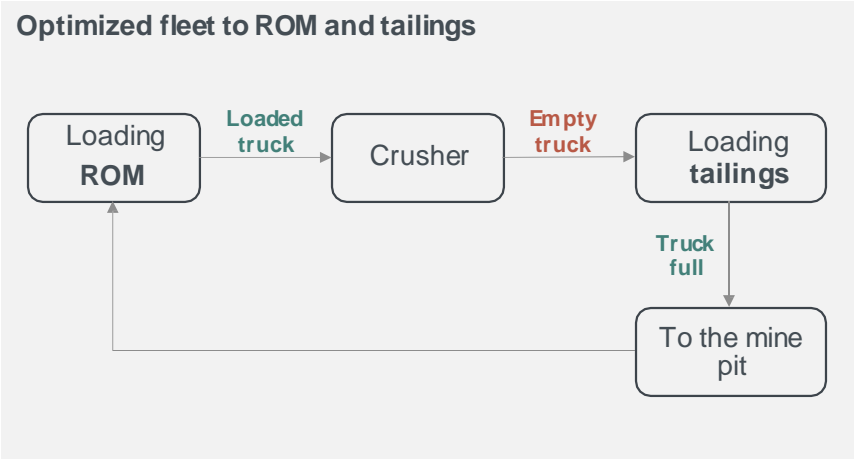 Optimized fleet to ROM and tailings
Loading
ROM
Loaded
truck
Crusher
Empty
truck
Loading
tailings
Truck
full
To the mine
pit